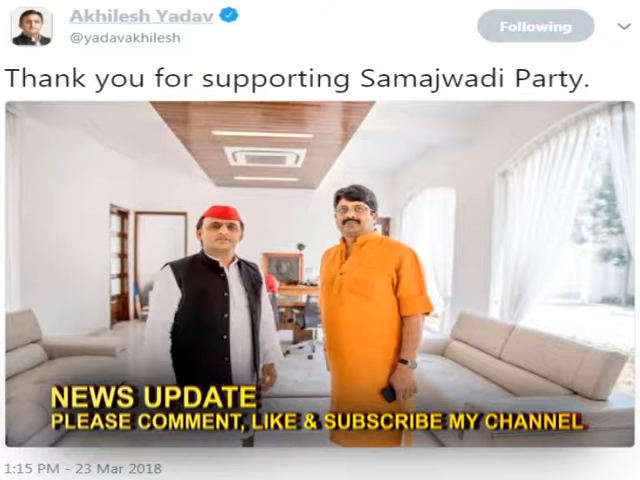 Akhilesh Yadav
@yadavakhilesh
Following
Thank you for supporting Samajwadi Party.
NEWS UPDATE
PLEASE COMMENT, LIKE & SUBSCRIBE MY CHANNEL
1:15 PM - 23 Mar 2018